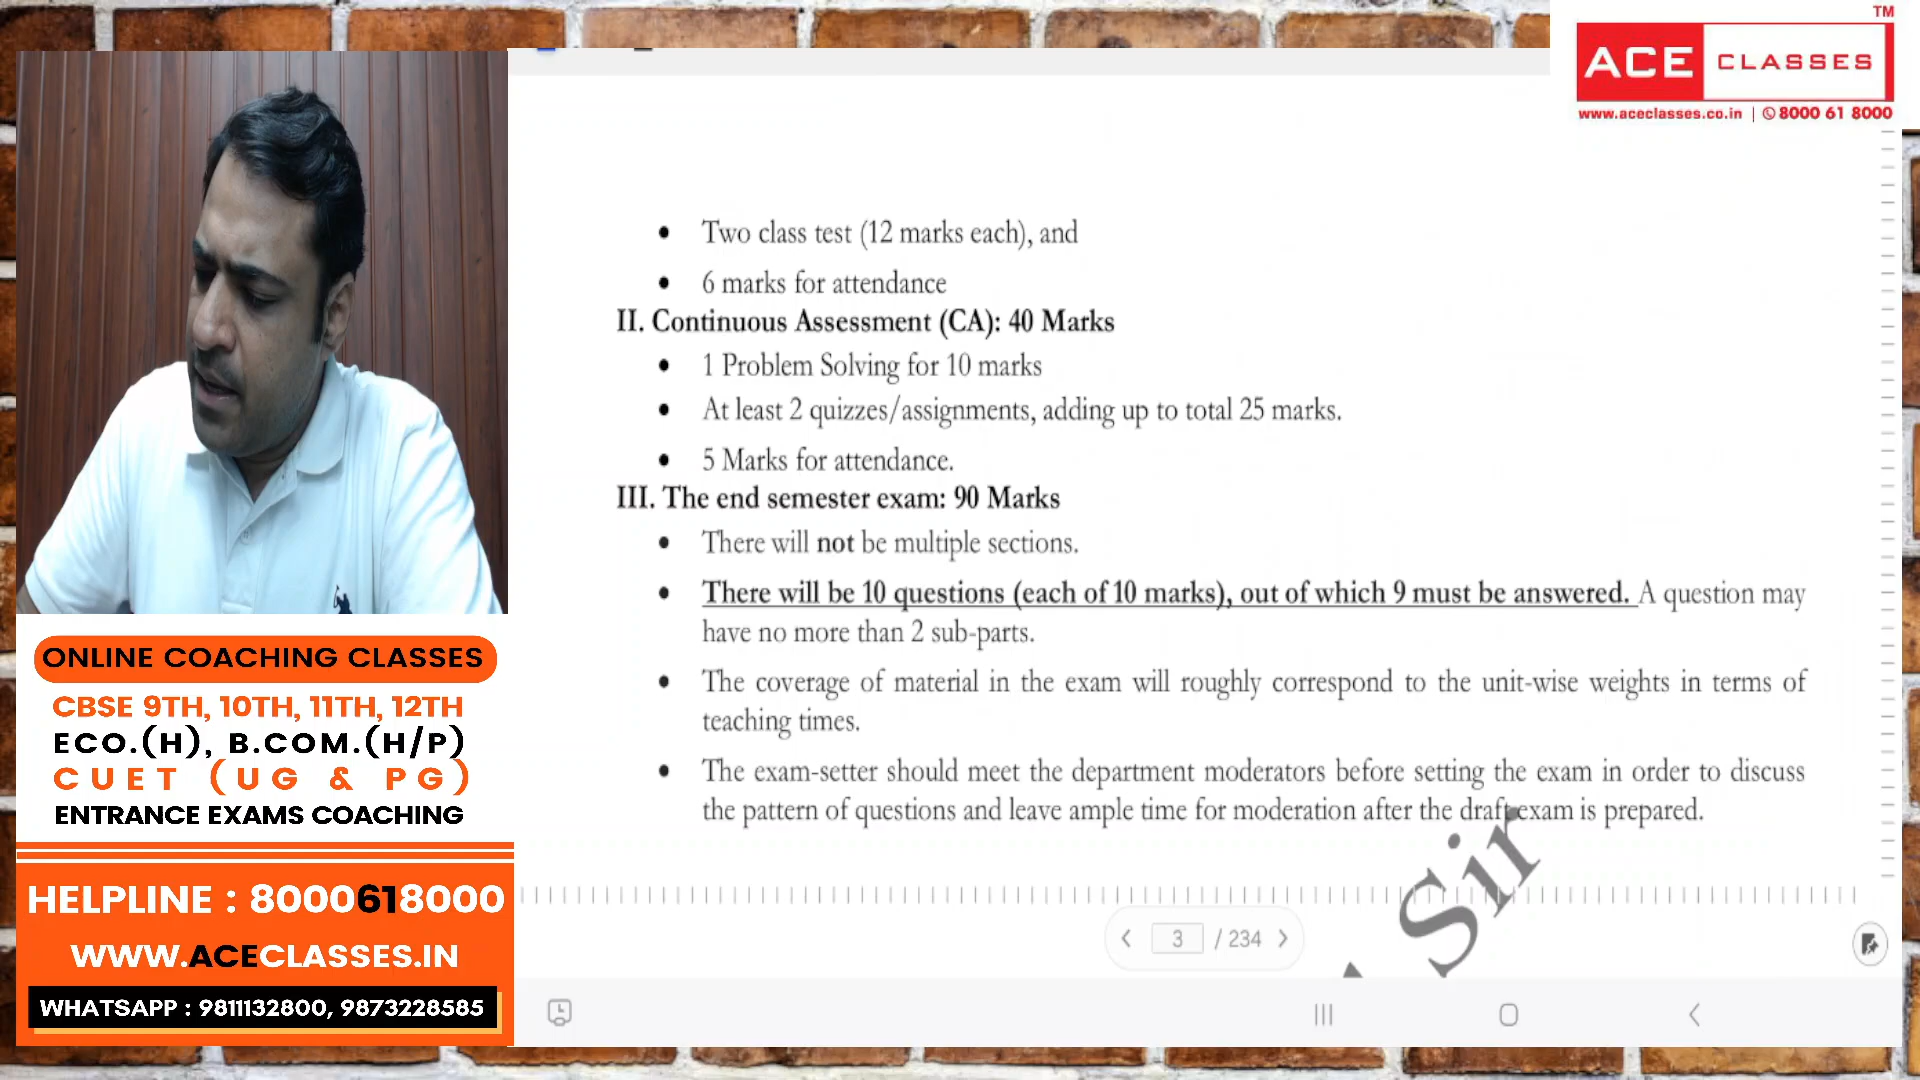 TM
ACE CLASSES
www.aceclasses.co.in | 8000 61 8000
• Two class test (12 marks each), and
• 6 marks for attendance
II. Continuous Assessment (CA): 40 Marks
• 1 Problem Solving for 10 marks
• At least 2 quizzes/assignments, adding up to total 25 marks.
• 5 Marks for attendance.
III. The end semester exam: 90 Marks
• There will not be multiple sections.
• There will be 10 questions (each of 10 marks), out of which 9 must be answered. A question may
have no more than 2 sub-parts.
• The coverage of material in the exam will roughly correspond to the unit-wise weights in terms of
teaching times.
• The exam-setter should meet the department moderators before setting the exam in order to discuss
the pattern of questions and leave ample time for moderation after the draft exam is prepared.
Sir
3 / 234
ONLINE COACHING CLASSES
CBSE 9TH, 10TH, 11TH, 12TH
ECO.(H), B.COM.(H/P)
CUET (UG & PG)
ENTRANCE EXAMS COACHING
HELPLINE : 8000618000
WWW.ACECLASSES.IN
WHATSAPP : 9811132800, 9873228585